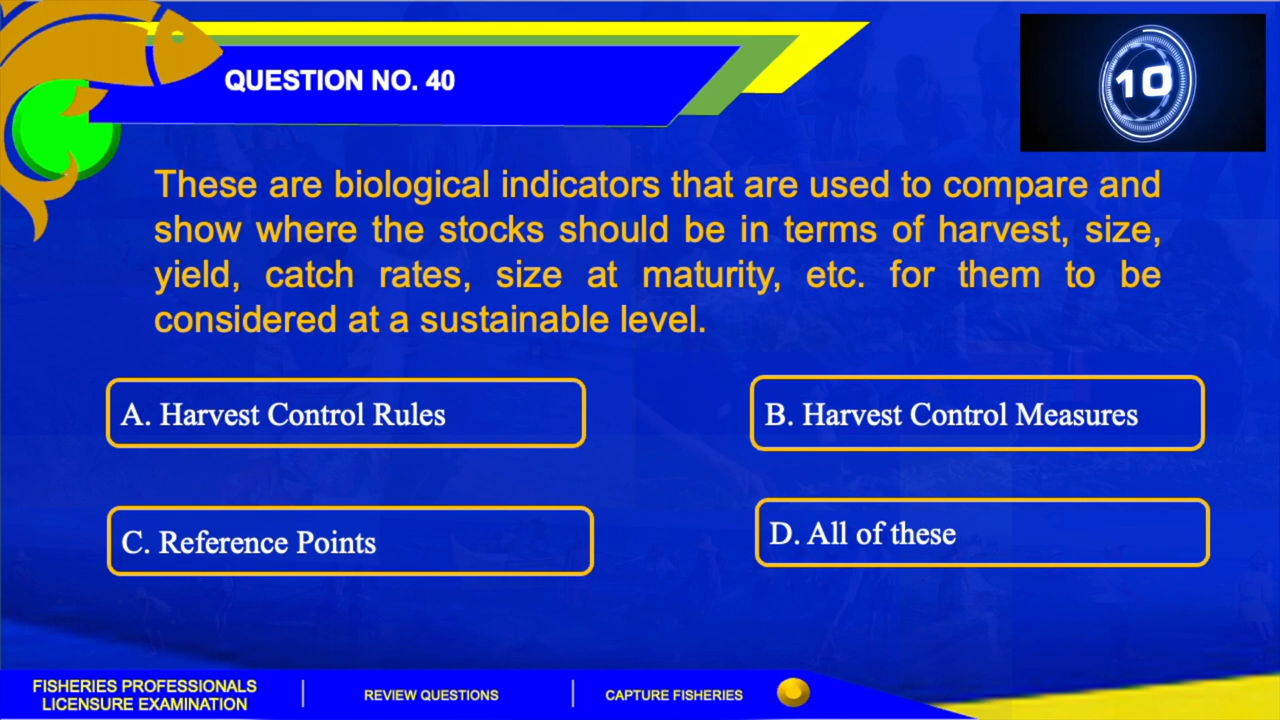 QUESTION NO. 40
10
These are biological indicators that are used to compare and
show where the stocks should be in terms of harvest, size,
yield, catch rates, size at maturity, etc. for them to be
considered at a sustainable level.
A. Harvest Control Rules
B. Harvest Control Measures
C. Reference Points
D. All of these
FISHERIES PROFESSIONALS
LICENSURE EXAMINATION
REVIEW QUESTIONS
CAPTURE FISHERIES